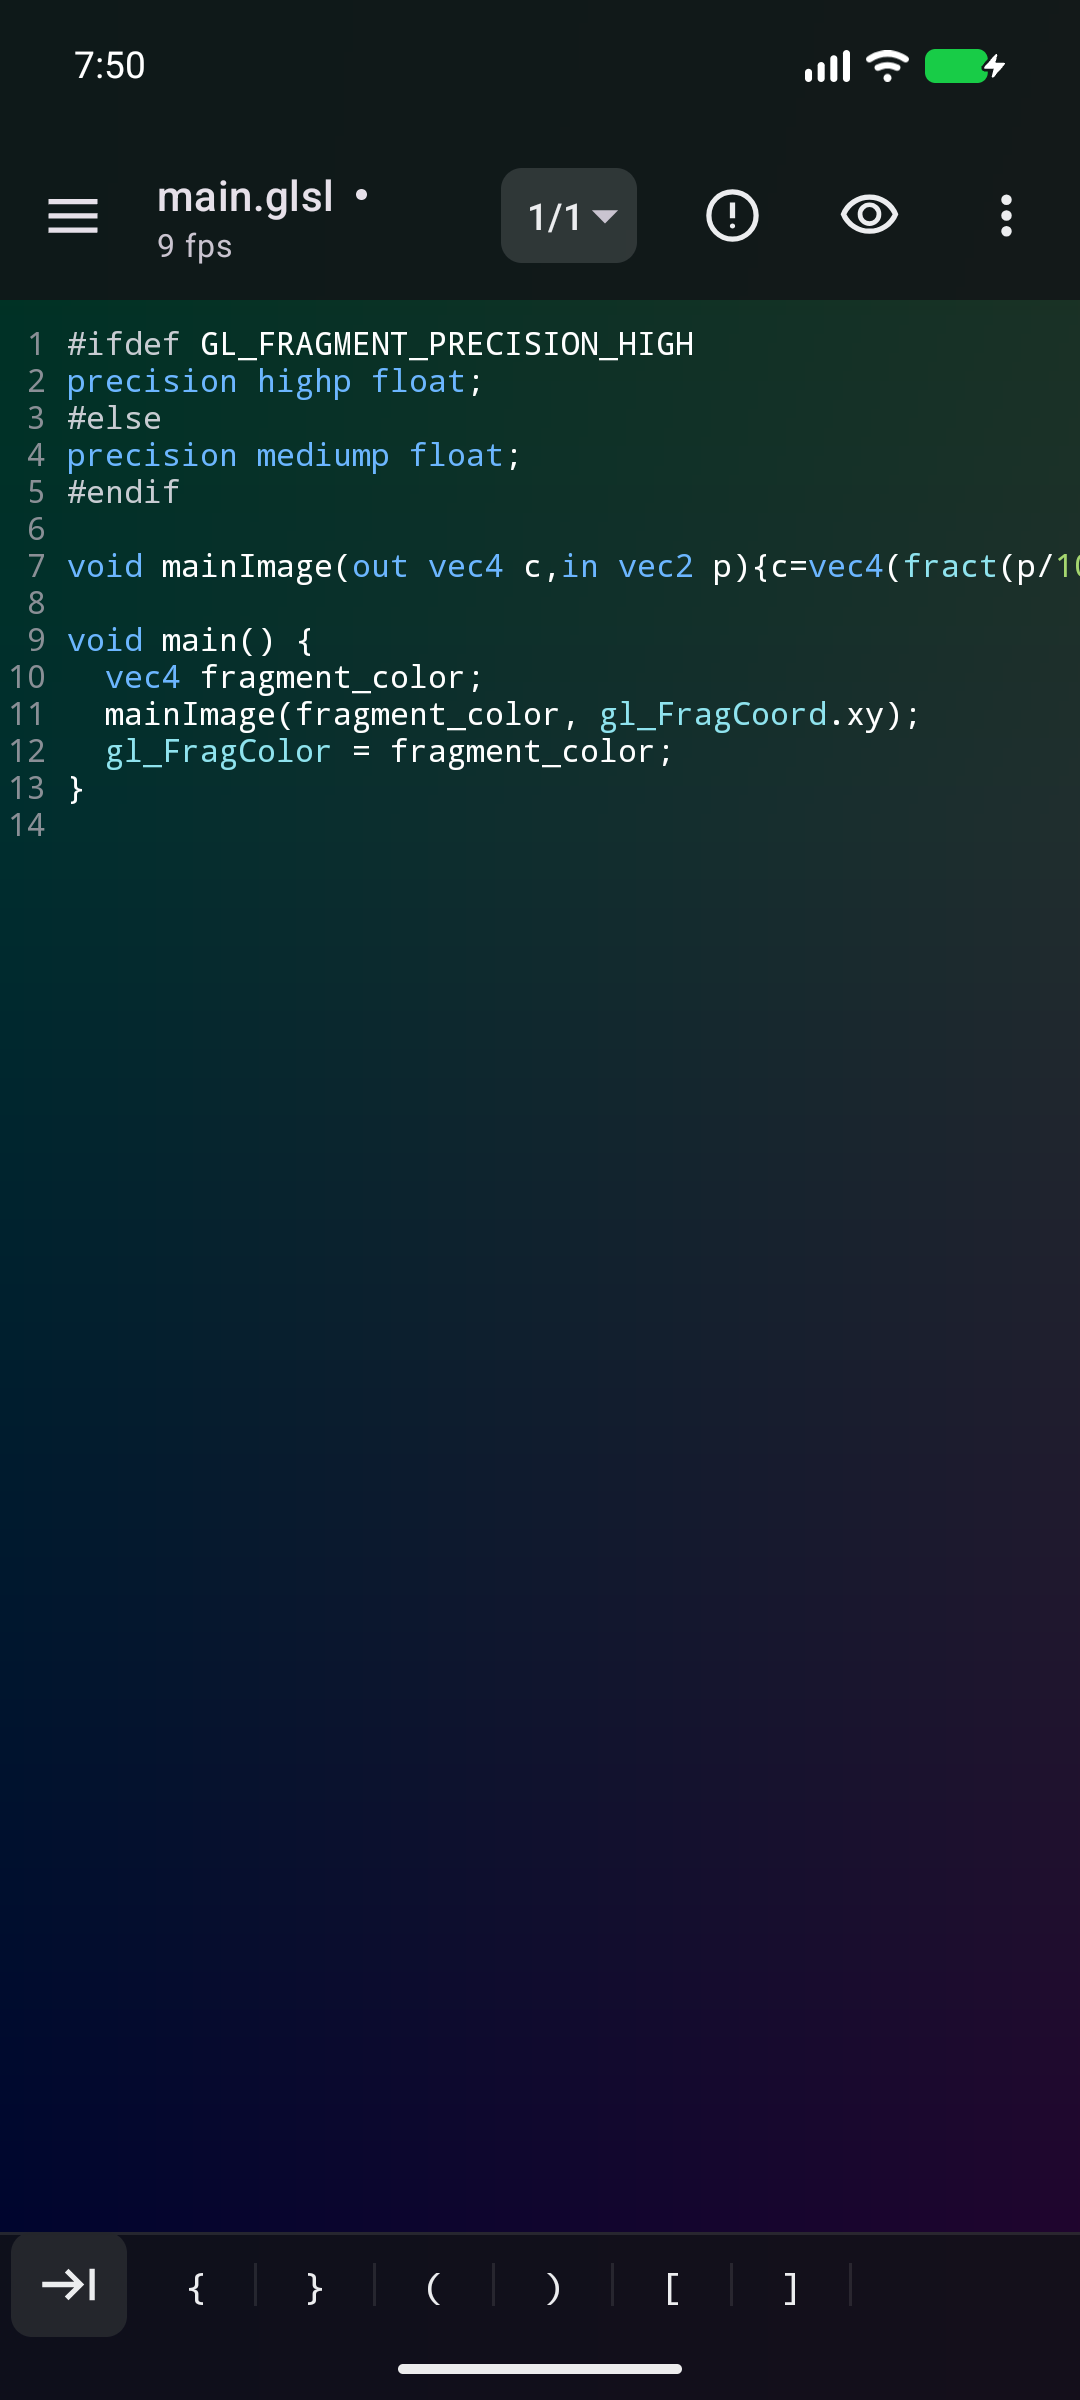 7:50
main.glsl •
9 fps
1/1
1 #ifdef GL_FRAGMENT_PRECISION_HIGH
2 precision highp float;
3 #else
4 precision mediump float;
5 #endif
6
7 void mainImage(out vec4 c,in vec2 p){c=vec4(fract(p/10
8
9 void main() {
10   vec4 fragment_color;
11   mainImage(fragment_color, gl_FragCoord.xy);
12   gl_FragColor = fragment_color;
13 }
14
{ } ( ) [ ]